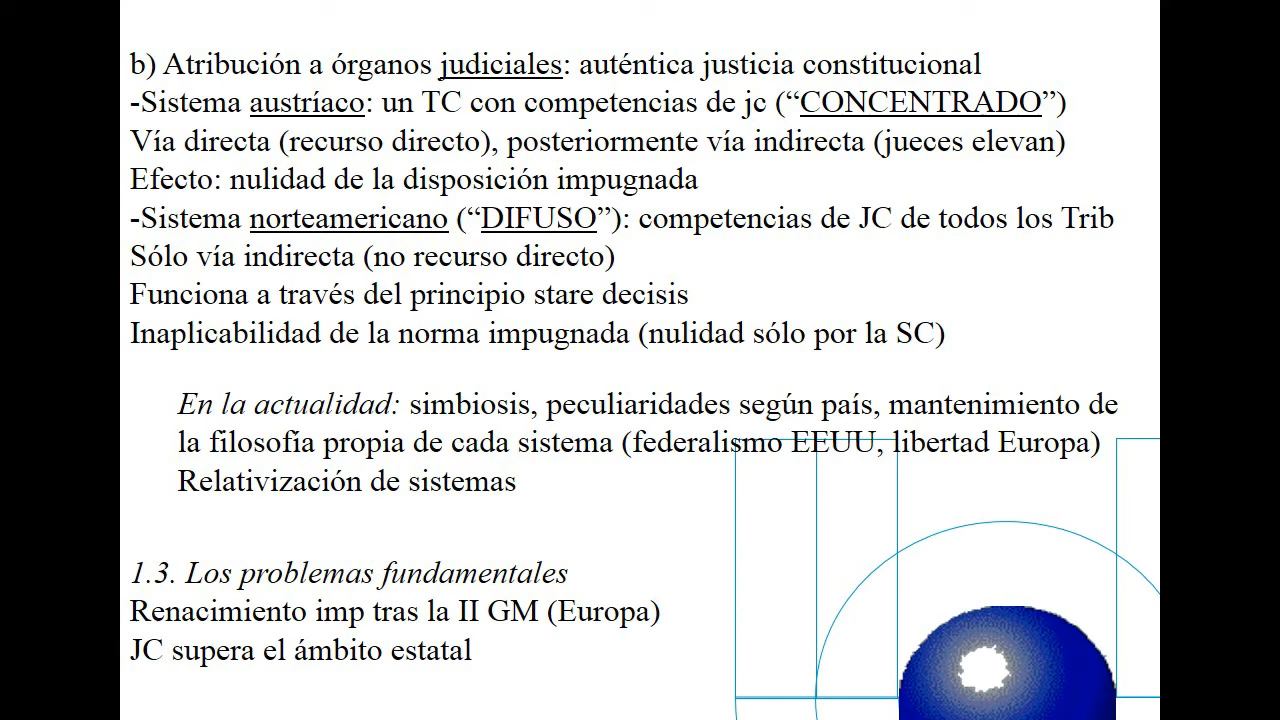 b) Atribución a órganos judiciales: auténtica justicia constitucional
-Sistema austríaco: un TC con competencias de jc (“CONCENTRADO”)
Vía directa (recurso directo), posteriormente vía indirecta (jueces elevan)
Efecto: nulidad de la disposición impugnada
-Sistema norteamericano (“DIFUSO”): competencias de JC de todos los Trib
Sólo vía indirecta (no recurso directo)
Funciona a través del principio stare decisis
Inaplicabilidad de la norma impugnada (nulidad sólo por la SC)
En la actualidad: simbiosis, peculiaridades según país, mantenimiento de
la filosofía propia de cada sistema (federalismo EEUU, libertad Europa)
Relativización de sistemas
1.3. Los problemas fundamentales
Renacimiento imp tras la II GM (Europa)
JC supera el ámbito estatal